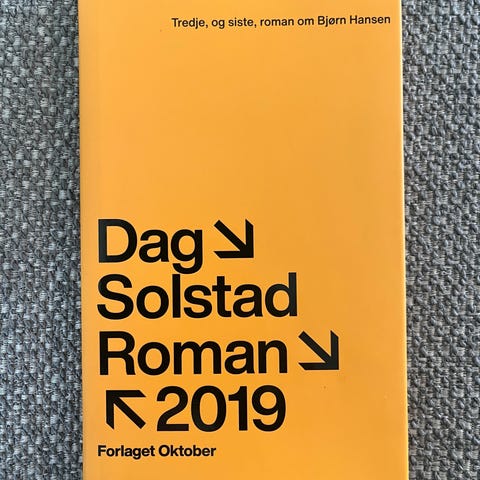 Tredje, og siste, roman om Bjørn Hansen
Dag ↘
Solstad
Roman ↘
↖ 2019
Forlaget Oktober